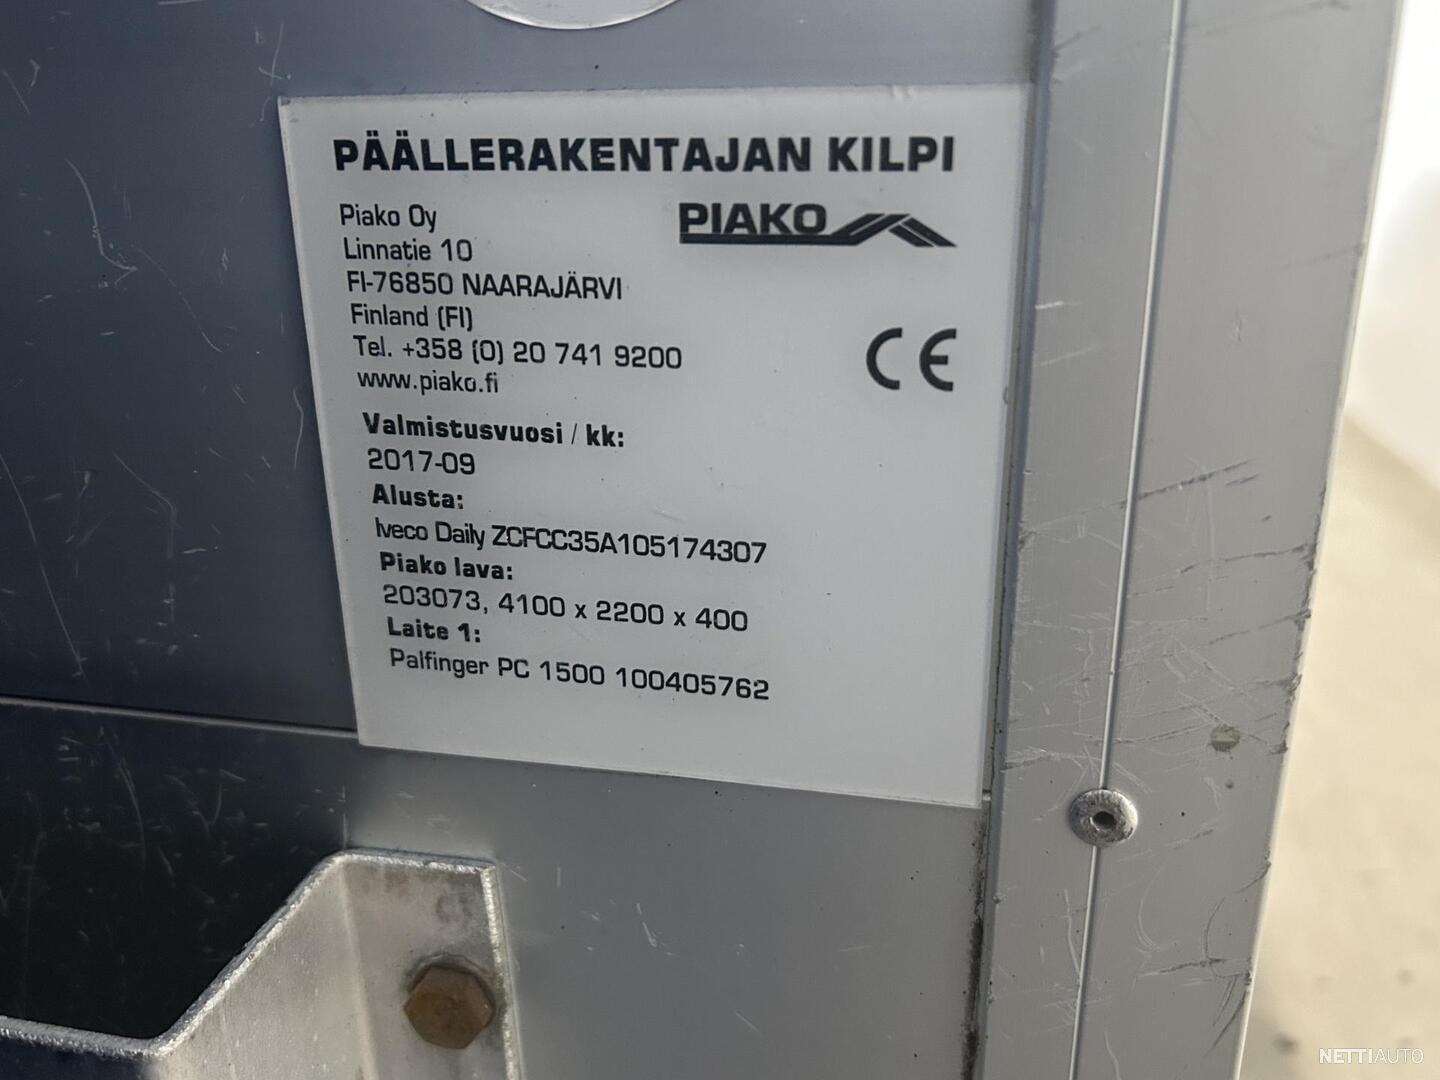 PÄÄLLERAKENTAJAN KILPI
Piako Oy
PIAKO
Linnatie 10
FI-76850 NAARAJÄRVI
Finland (FI)
Tel. +358 (0) 20 741 9200
CE
www.piako.fi
Valmistusvuosi / kk:
2017-09
Alusta:
Iveco Daily ZCFCC35A105174307
Piako lava:
203073, 4100 x 2200 x 400
Laite 1:
Palfinger PC 1500 100405762
NETTIAUTO